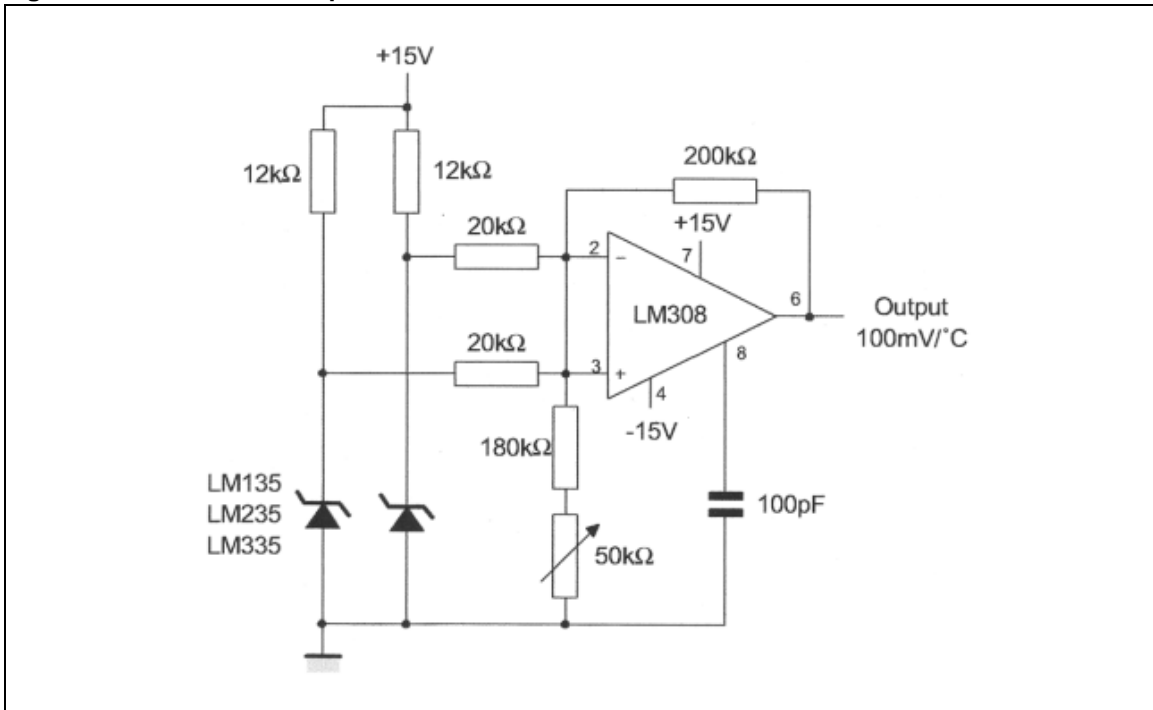 +15V
12kΩ
12kΩ
200kΩ
+15V
20kΩ
2
−
7
LM308
6
Output
100mV/˚C
20kΩ
3
+
8
4
-15V
180kΩ
LM135
LM235
LM335
100pF
50kΩ